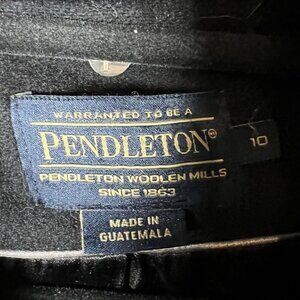 WARRANTED TO BE A
PENDLETON®
10
PENDLETON WOOLEN MILLS
SINCE 1863
MADE IN
GUATEMALA